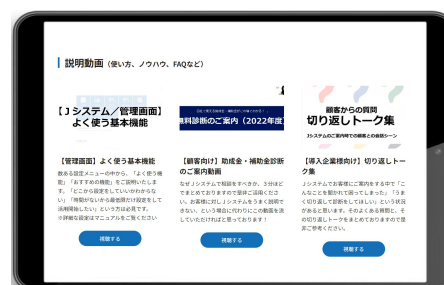 説明動画（使い方、ノウハウ、FAQなど）
【Ｊシステム／管理画面】
よく使う基本機能
無料診断のご案内（2022年度）
顧客からの質問
切り返しトーク集
Jシステムのご案内時での顧客との会話シーン
【管理画面】よく使う基本機能
数ある設定メニューの中から、「よく使う機
能」「おすすめの機能」をご説明いたしま
す。「どこから設定をしていいかわからな
い」「時間がないから最低限だけ設定をして
活用開始したい」という方は必見です。
※詳細な設定はマニュアルをご覧ください
視聴する
【顧客向け】助成金・補助金診断
のご案内動画
なぜＪシステムで相談をすべきか、３分ほど
でまとめておりますので是非ご活用くださ
い。お客様に対しＪシステムをうまく説明で
きない、という場合に代わりにこの動画を流
していただければと思っております！
視聴する
【導入企業様向け】切り返しトー
ク集
Ｊシステムでお客様にご案内をする中で「こ
んなことを聞かれて困ってしまった」「うま
く切り返して診断をしてほしい」という状況
があると思います。そのよくある質問と、そ
の切り返しトークをまとめておりますので是
非ご参考ください。
視聴する